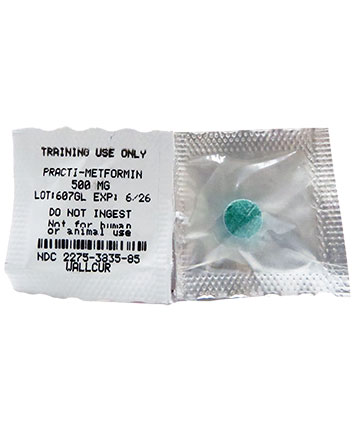 TRAINING USE ONLY
PRACTI-METFORMIN
500 MG
LOT:607GL EXP: 6/26
DO NOT INGEST
Not for human
or animal use
NDC 2275-3835-85
WALLCUR